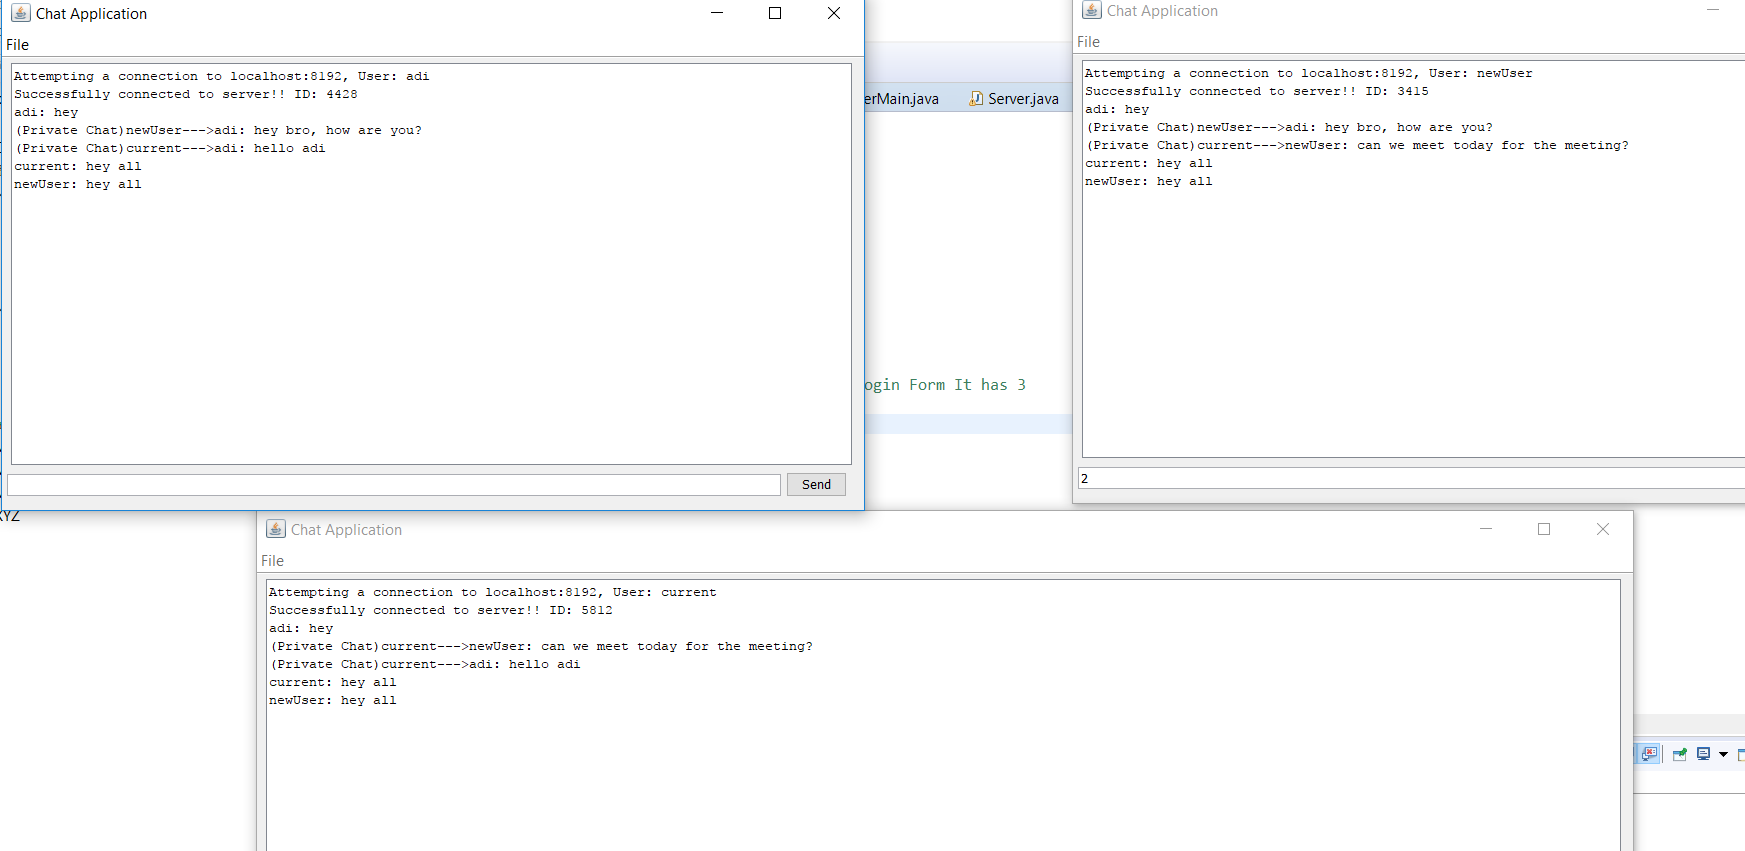 Chat Application
File
Attempting a connection to localhost:8192, User: adi
Successfully connected to server!! ID: 4428
adi: hey
(Private Chat)newUser--->adi: hey bro, how are you?
(Private Chat)current--->adi: hello adi
current: hey all
newUser: hey all
Send
erMain.java
Server.java
ogin Form It has 3
Chat Application
File
Attempting a connection to localhost:8192, User: newUser
Successfully connected to server!! ID: 3415
adi: hey
(Private Chat)newUser--->adi: hey bro, how are you?
(Private Chat)current--->newUser: can we meet today for the meeting?
current: hey all
newUser: hey all
2
XYZ
Chat Application
File
Attempting a connection to localhost:8192, User: current
Successfully connected to server!! ID: 5812
adi: hey
(Private Chat)current--->newUser: can we meet today for the meeting?
(Private Chat)current--->adi: hello adi
current: hey all
newUser: hey all